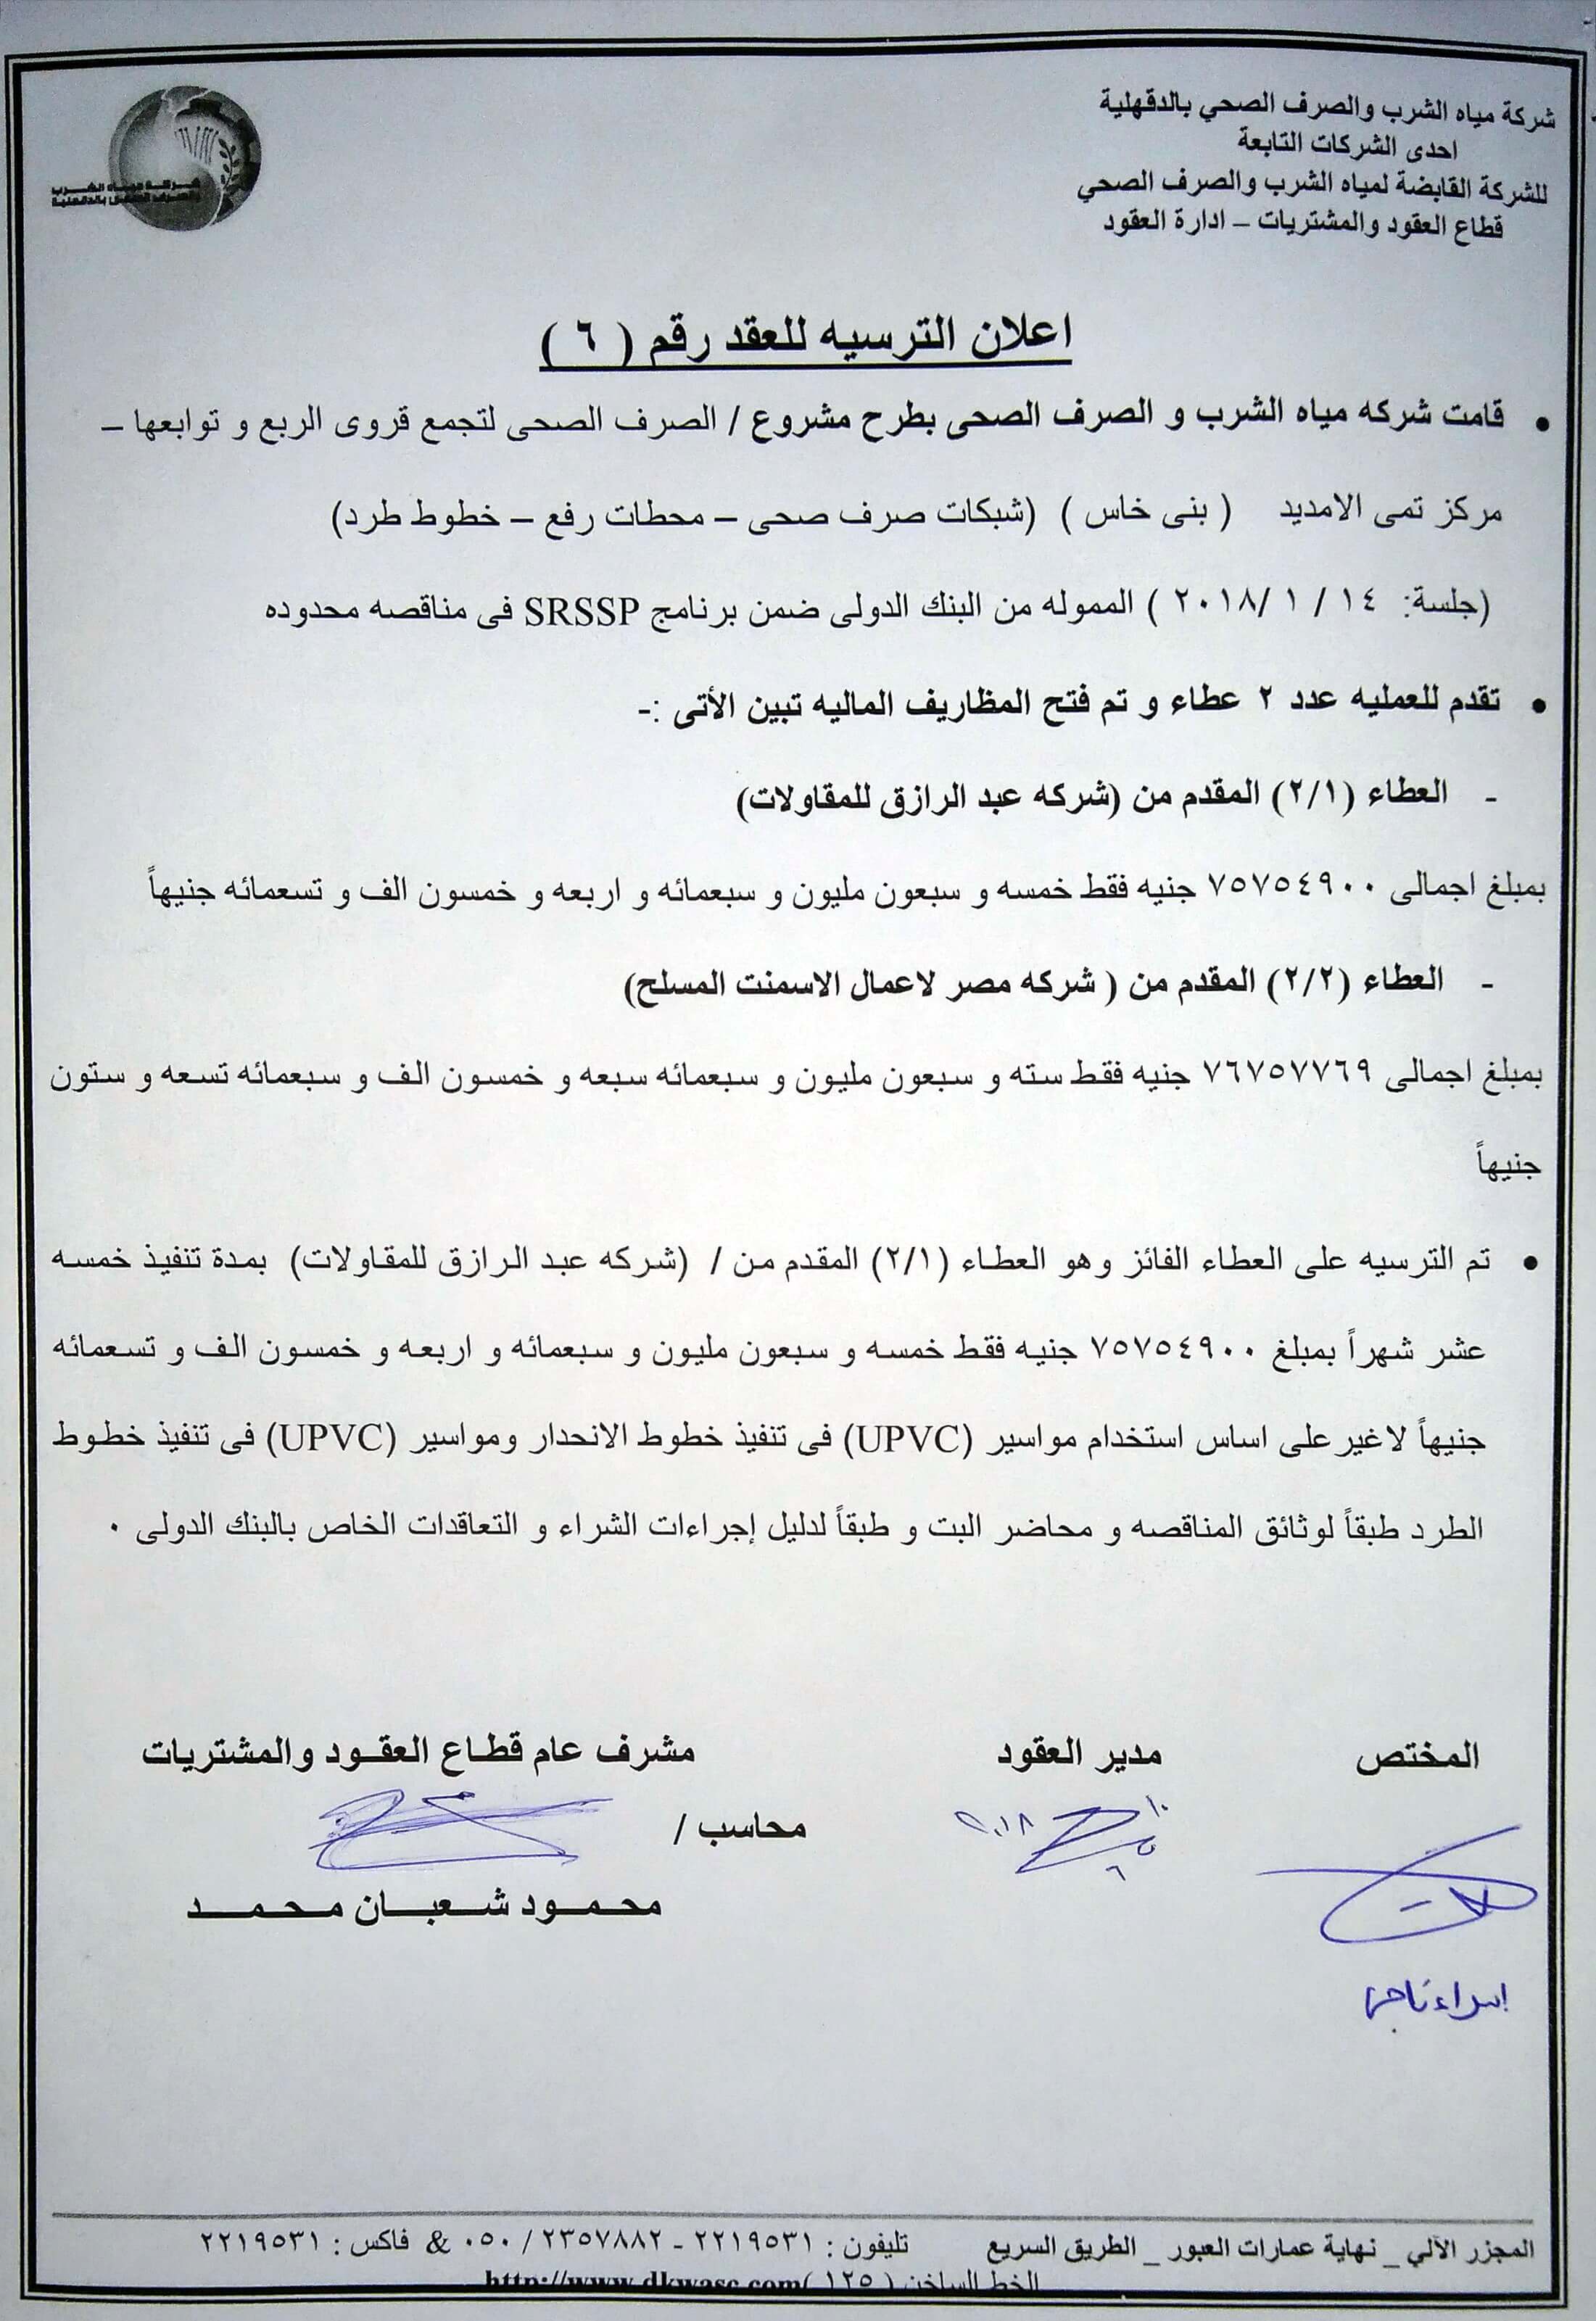 شركة مياه الشرب والصرف الصحي بالدقهلية
احدى الشركات التابعة
للشركة القابضة لمياه الشرب والصرف الصحي
قطاع العقود والمشتريات – ادارة العقود
شركة مياه الشرب
والصرف الصحى بالدقهلية
اعلان الترسيه للعقد رقم ( ٦ )
• قامت شركه مياه الشرب و الصرف الصحى بطرح مشروع / الصرف الصحى لتجمع قروى الربع و توابعها –
مركز تمى الامديد ( بنى خاس ) (شبكات صرف صحى – محطات رفع – خطوط طرد)
(جلسة: ١٤ / ١ /٢٠١٨ ) الممولہ من البنك الدولى ضمن برنامج SRSSP فى مناقصه محدوده
• تقدم للعمليه عدد ٢ عطاء و تم فتح المظاريف الماليه تبين الأتى :-
- العطاء (٢/١) المقدم من (شركه عبد الرازق للمقاولات)
بمبلغ اجمالى ٧٥٧٥٤٩٠٠ جنيه فقط خمسه و سبعون مليون و سبعمائه و اربعه و خمسون الف و تسعمائه جنيهاً
- العطاء (٢/٢) المقدم من ( شركه مصر لاعمال الاسمنت المسلح)
بمبلغ اجمالى ٧٦٧٥٧٧٦٩ جنيه فقط سته و سبعون مليون و سبعمائه سبعه و خمسون الف و سبعمائه تسعه و ستون
جنيهاً
• تم الترسيه على العطاء الفائز وهو العطاء (٢/١) المقدم من / (شركه عبد الرازق للمقاولات) بمدة تنفيذ خمسه
عشر شهراً بمبلغ ٧٥٧٥٤٩٠٠ جنيه فقط خمسه و سبعون مليون و سبعمائه و اربعه و خمسون الف و تسعمائه
جنيهاً لاغير على اساس استخدام مواسير (UPVC) فى تنفيذ خطوط الانحدار ومواسير (UPVC) فى تنفيذ خطوط
الطرد طبقاً لوثائق المناقصه و محاضر البت و طبقاً لدليل إجراءات الشراء و التعاقدات الخاص بالبنك الدولى ٠
المختص مدير العقود مشرف عام قطاع العقود والمشتريات
محاسب /
محمود شعبان محمد
المجزر الآلي _ نهاية عمارات العبور _ الطريق السريع تليفون : ٢٢١٩٥٣١ - ٢٣٥٧٨٨٢ / ٠٥٠ & فاكس : ٢٢١٩٥٣١
الخط الساخن ( ١٢٥ )http://www.dkwasc.com